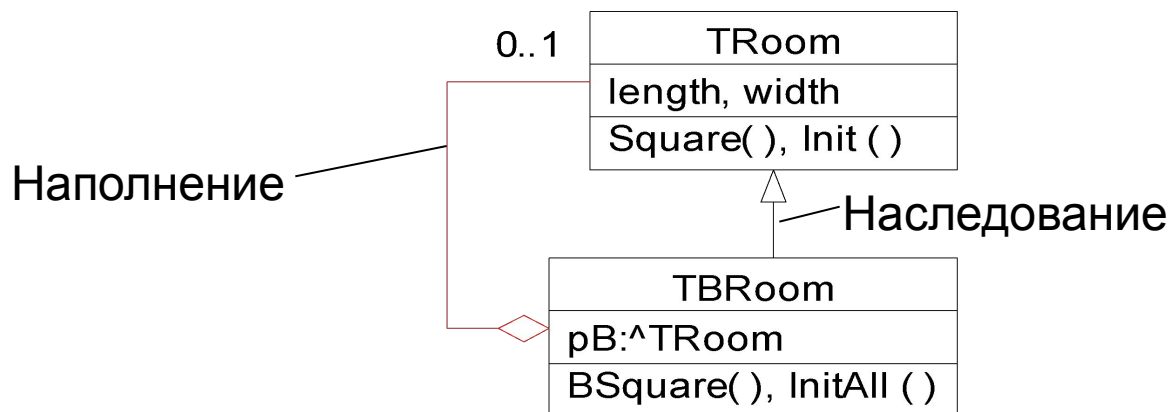 0..1
TRoom
length, width
Square( ), Init ( )
Наполнение
Наследование
TBRoom
pB:^TRoom
BSquare( ), InitAll ( )